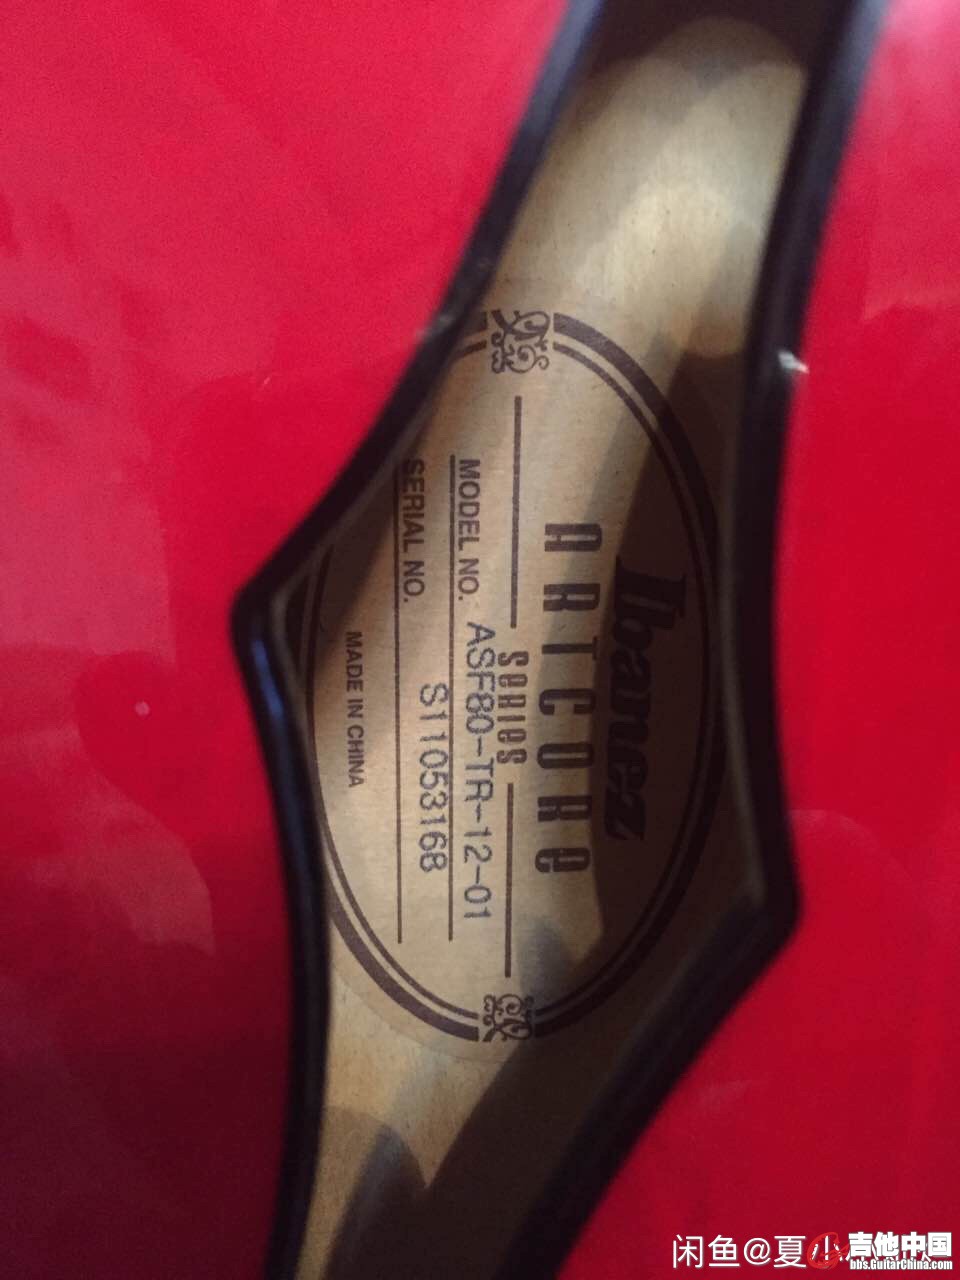 Ibanez
ARTCORE
SERIES
MODEL NO. ASF80-TR-12-01
SERIAL NO. S11053168
MADE IN CHINA
闲鱼@夏小
吉他中国
bbs.GuitarChina.com